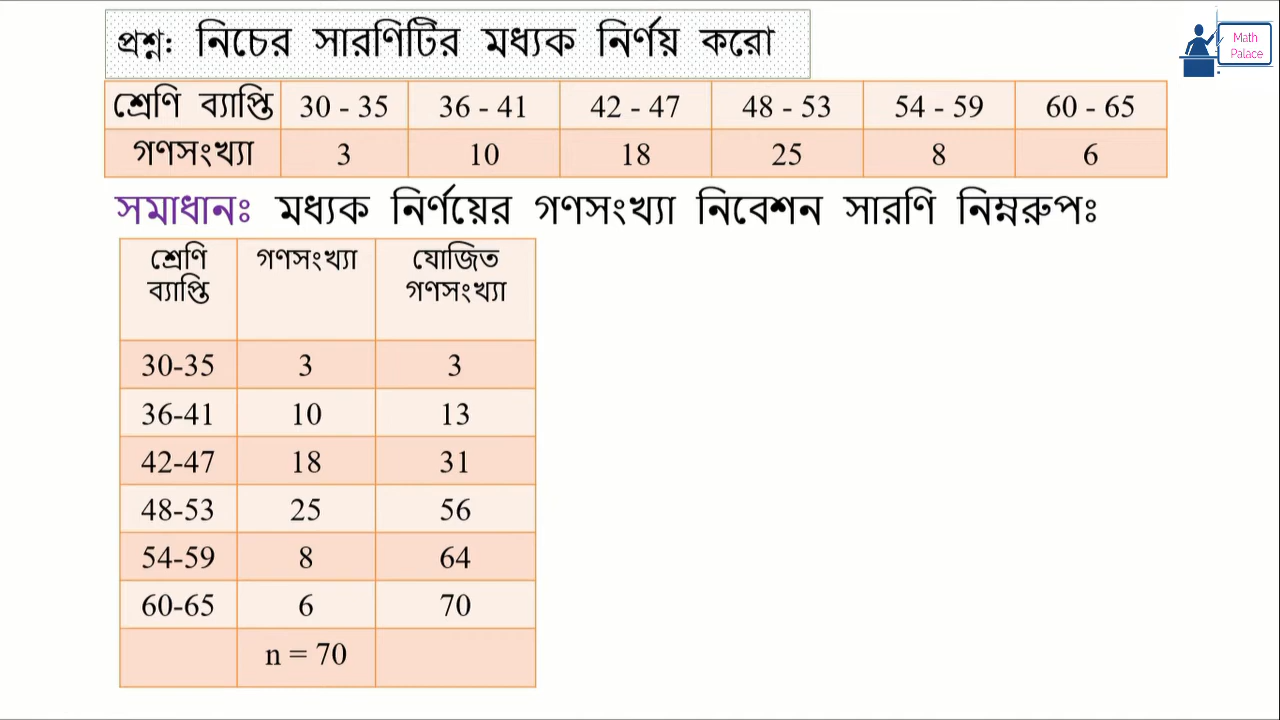 প্রশ্ন: নিচের সারণিটির মধ্যক নির্ণয় করো
Math
Palace
শ্রেণি ব্যাপ্তি 30 - 35 36 - 41 42 - 47 48 - 53 54 - 59 60 - 65
গণসংখ্যা 3 10 18 25 8 6
সমাধানঃ মধ্যক নির্ণয়ের গণসংখ্যা নিবেশন সারণি নিম্নরুপঃ
শ্রেণি গণসংখ্যা যোজিত
ব্যাপ্তি গণসংখ্যা
30-35 3 3
36-41 10 13
42-47 18 31
48-53 25 56
54-59 8 64
60-65 6 70
n = 70